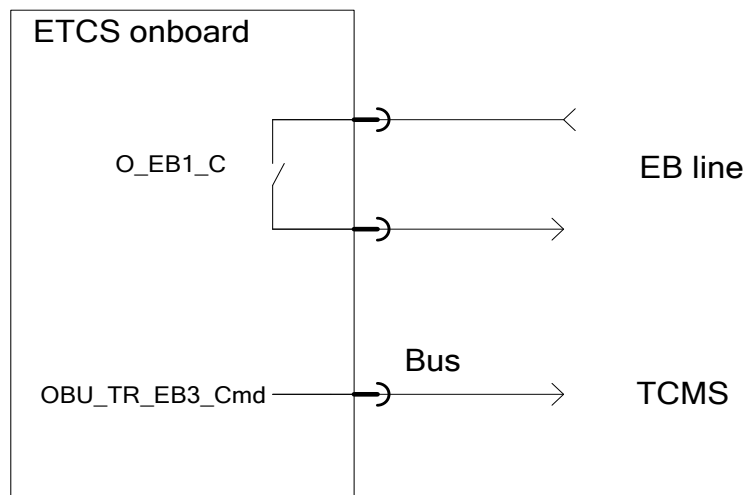 ETCS onboard
O_EB1_C
EB line
Bus
OBU_TR_EB3_Cmd
TCMS